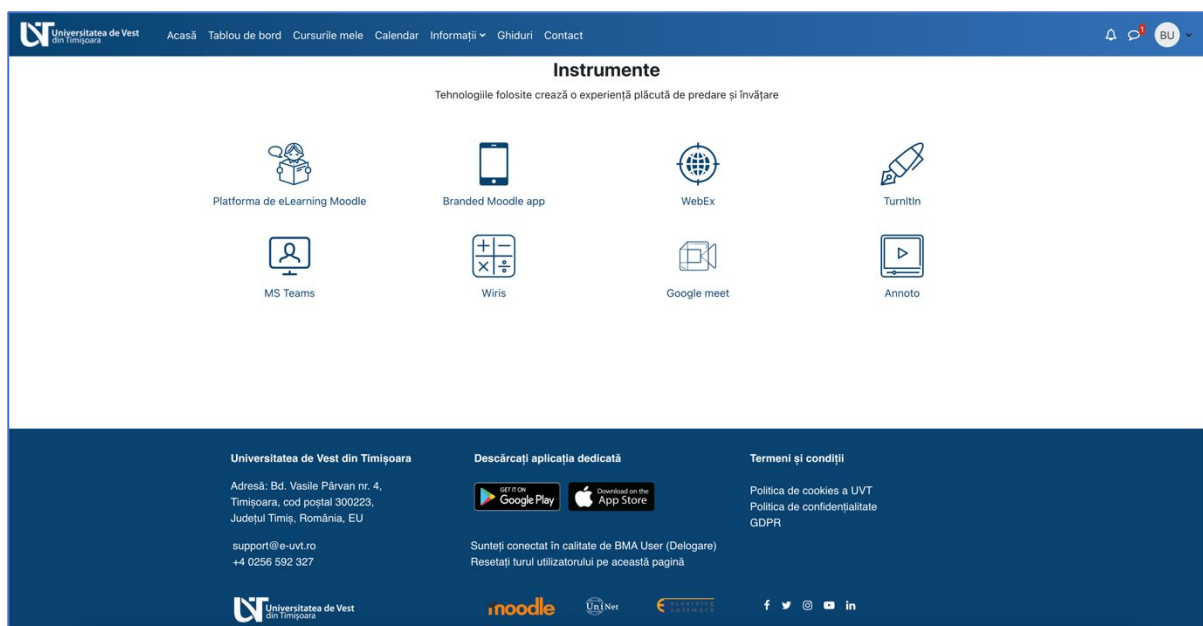 Universitatea de Vest
din Timișoara
Acasă Tablou de bord Cursurile mele Calendar Informații Ghiduri Contact
1
BU
Instrumente
Tehnologiile folosite crează o experiență plăcută de predare și învățare
Platforma de eLearning Moodle
Branded Moodle app
WebEx
TurnItIn
MS Teams
Wiris
Google meet
Annoto
Universitatea de Vest din Timișoara
Adresă: Bd. Vasile Pârvan nr. 4,
Timișoara, cod poștal 300223,
Județul Timiș, România, EU
support@e-uvt.ro
+4 0256 592 327
Descărcați aplicația dedicată
GET IT ON
Google Play
Download on the
App Store
Sunteți conectat în calitate de BMA User (Delogare)
Resetați turul utilizatorului pe această pagină
Termeni și condiții
Politica de cookies a UVT
Politica de confidențialitate
GDPR
Universitatea de Vest
din Timișoara
moodle
UniNet
eLearning
software